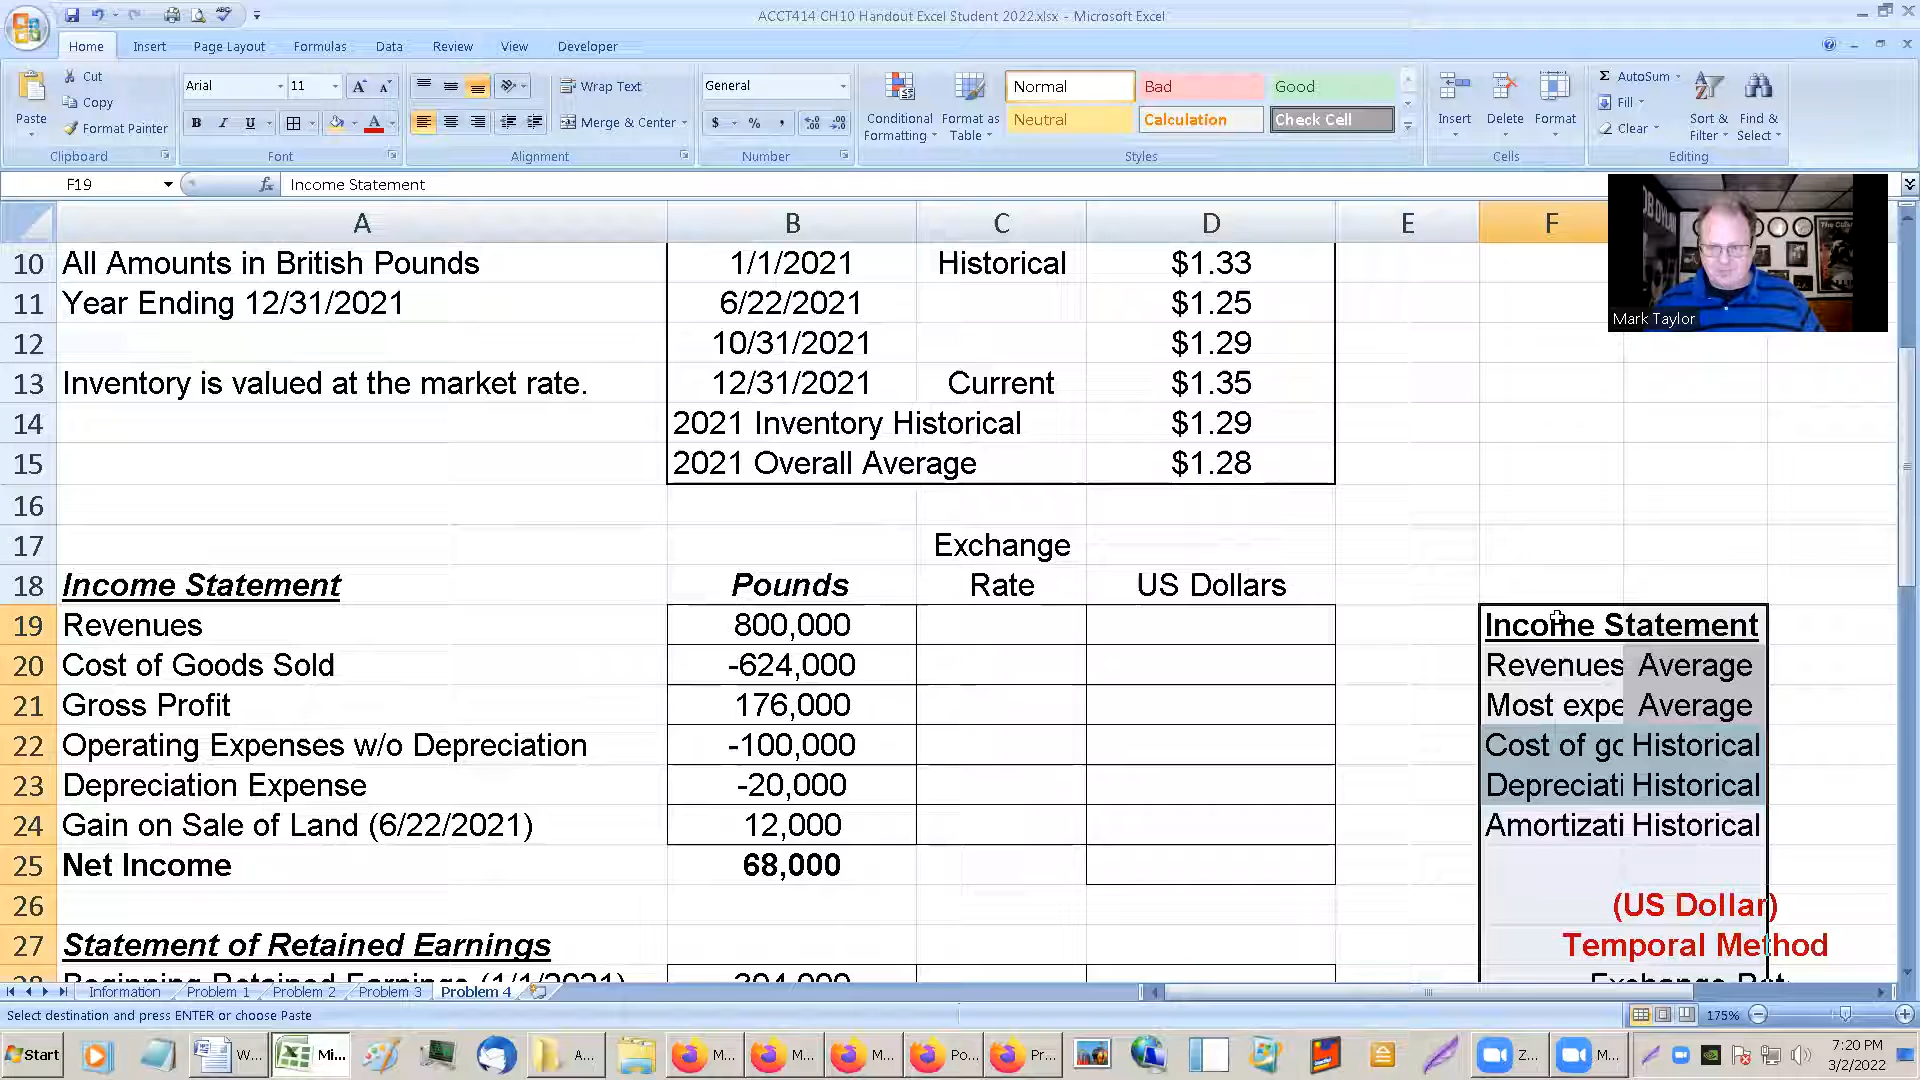 ACCT414 CH10 Handout Excel Student 2022.xlsx - Microsoft Excel
Home Insert Page Layout Formulas Data Review View Developer
Paste
Cut
Copy
Format Painter
Clipboard
Arial 11
B I U
Font
Wrap Text
Merge & Center
Alignment
General
$ % ,
Number
Conditional Formatting
Format as Table
Normal Bad Good
Neutral Calculation Check Cell
Styles
Insert Delete Format
Cells
Σ AutoSum
Fill
Clear
Sort & Filter
Find & Select
Editing
F19 fx Income Statement
Mark Taylor
A B C D E F
10 All Amounts in British Pounds 1/1/2021 Historical $1.33
11 Year Ending 12/31/2021 6/22/2021 $1.25
12 10/31/2021 $1.29
13 Inventory is valued at the market rate. 12/31/2021 Current $1.35
14 2021 Inventory Historical $1.29
15 2021 Overall Average $1.28
16
17 Exchange
18 Income Statement Pounds Rate US Dollars
19 Revenues 800,000 Income Statement
20 Cost of Goods Sold -624,000 Revenues Average
21 Gross Profit 176,000 Most expe Average
22 Operating Expenses w/o Depreciation -100,000 Cost of gc Historical
23 Depreciation Expense -20,000 Depreciati Historical
24 Gain on Sale of Land (6/22/2021) 12,000 Amortizati Historical
25 Net Income 68,000
26 (US Dollar)
27 Statement of Retained Earnings Temporal Method
Information Problem 1 Problem 2 Problem 3 Problem 4
Select destination and press ENTER or choose Paste 175%
Start W... Mi... A... M... M... M... Po... Pr... Z... M...
7:20 PM
3/2/2022